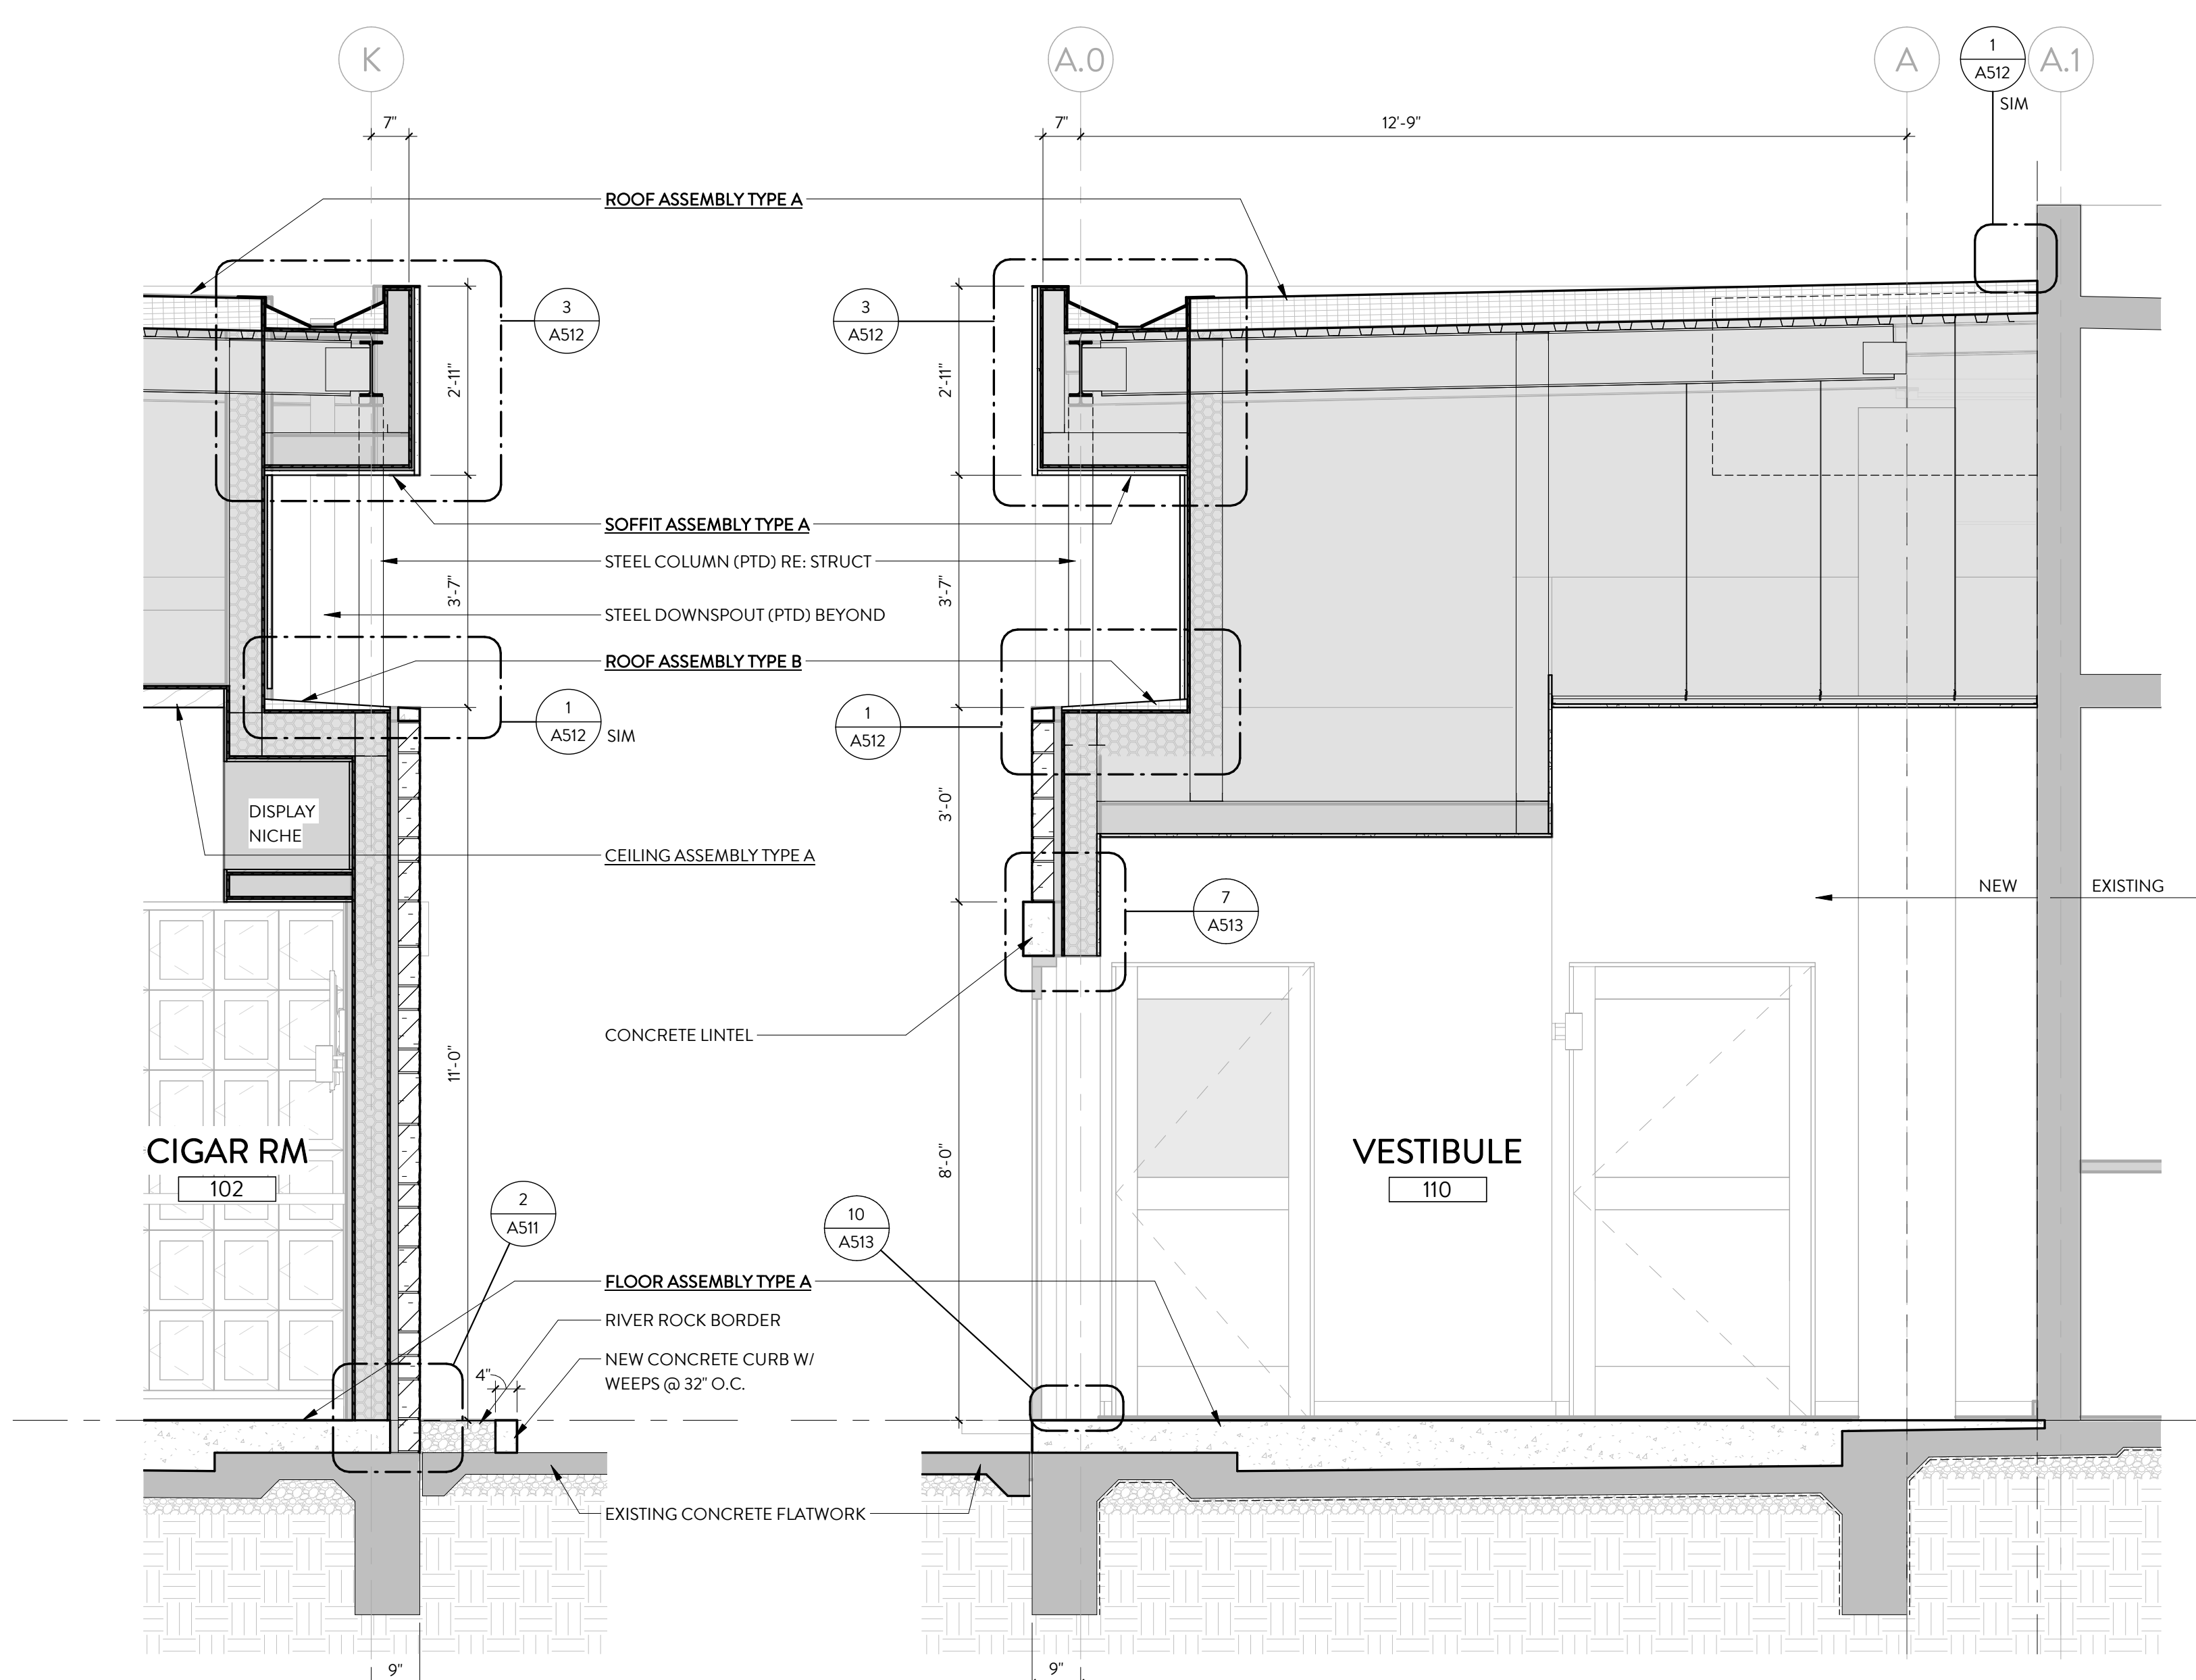 K
A.0
A
1
A512
SIM
A.1
7"
7"
12'-9"
ROOF ASSEMBLY TYPE A
3
A512
3
A512
2'-11"
2'-11"
SOFFIT ASSEMBLY TYPE A
STEEL COLUMN (PTD) RE: STRUCT
3'-7"
3'-7"
STEEL DOWNSPOUT (PTD) BEYOND
ROOF ASSEMBLY TYPE B
1
A512
SIM
1
A512
DISPLAY
NICHE
3'-0"
CEILING ASSEMBLY TYPE A
NEW
EXISTING
7
A513
CONCRETE LINTEL
11'-0"
8'-0"
CIGAR RM
102
VESTIBULE
110
2
A511
10
A513
FLOOR ASSEMBLY TYPE A
RIVER ROCK BORDER
NEW CONCRETE CURB W/
WEEPS @ 32" O.C.
4"
EXISTING CONCRETE FLATWORK
9"
9"